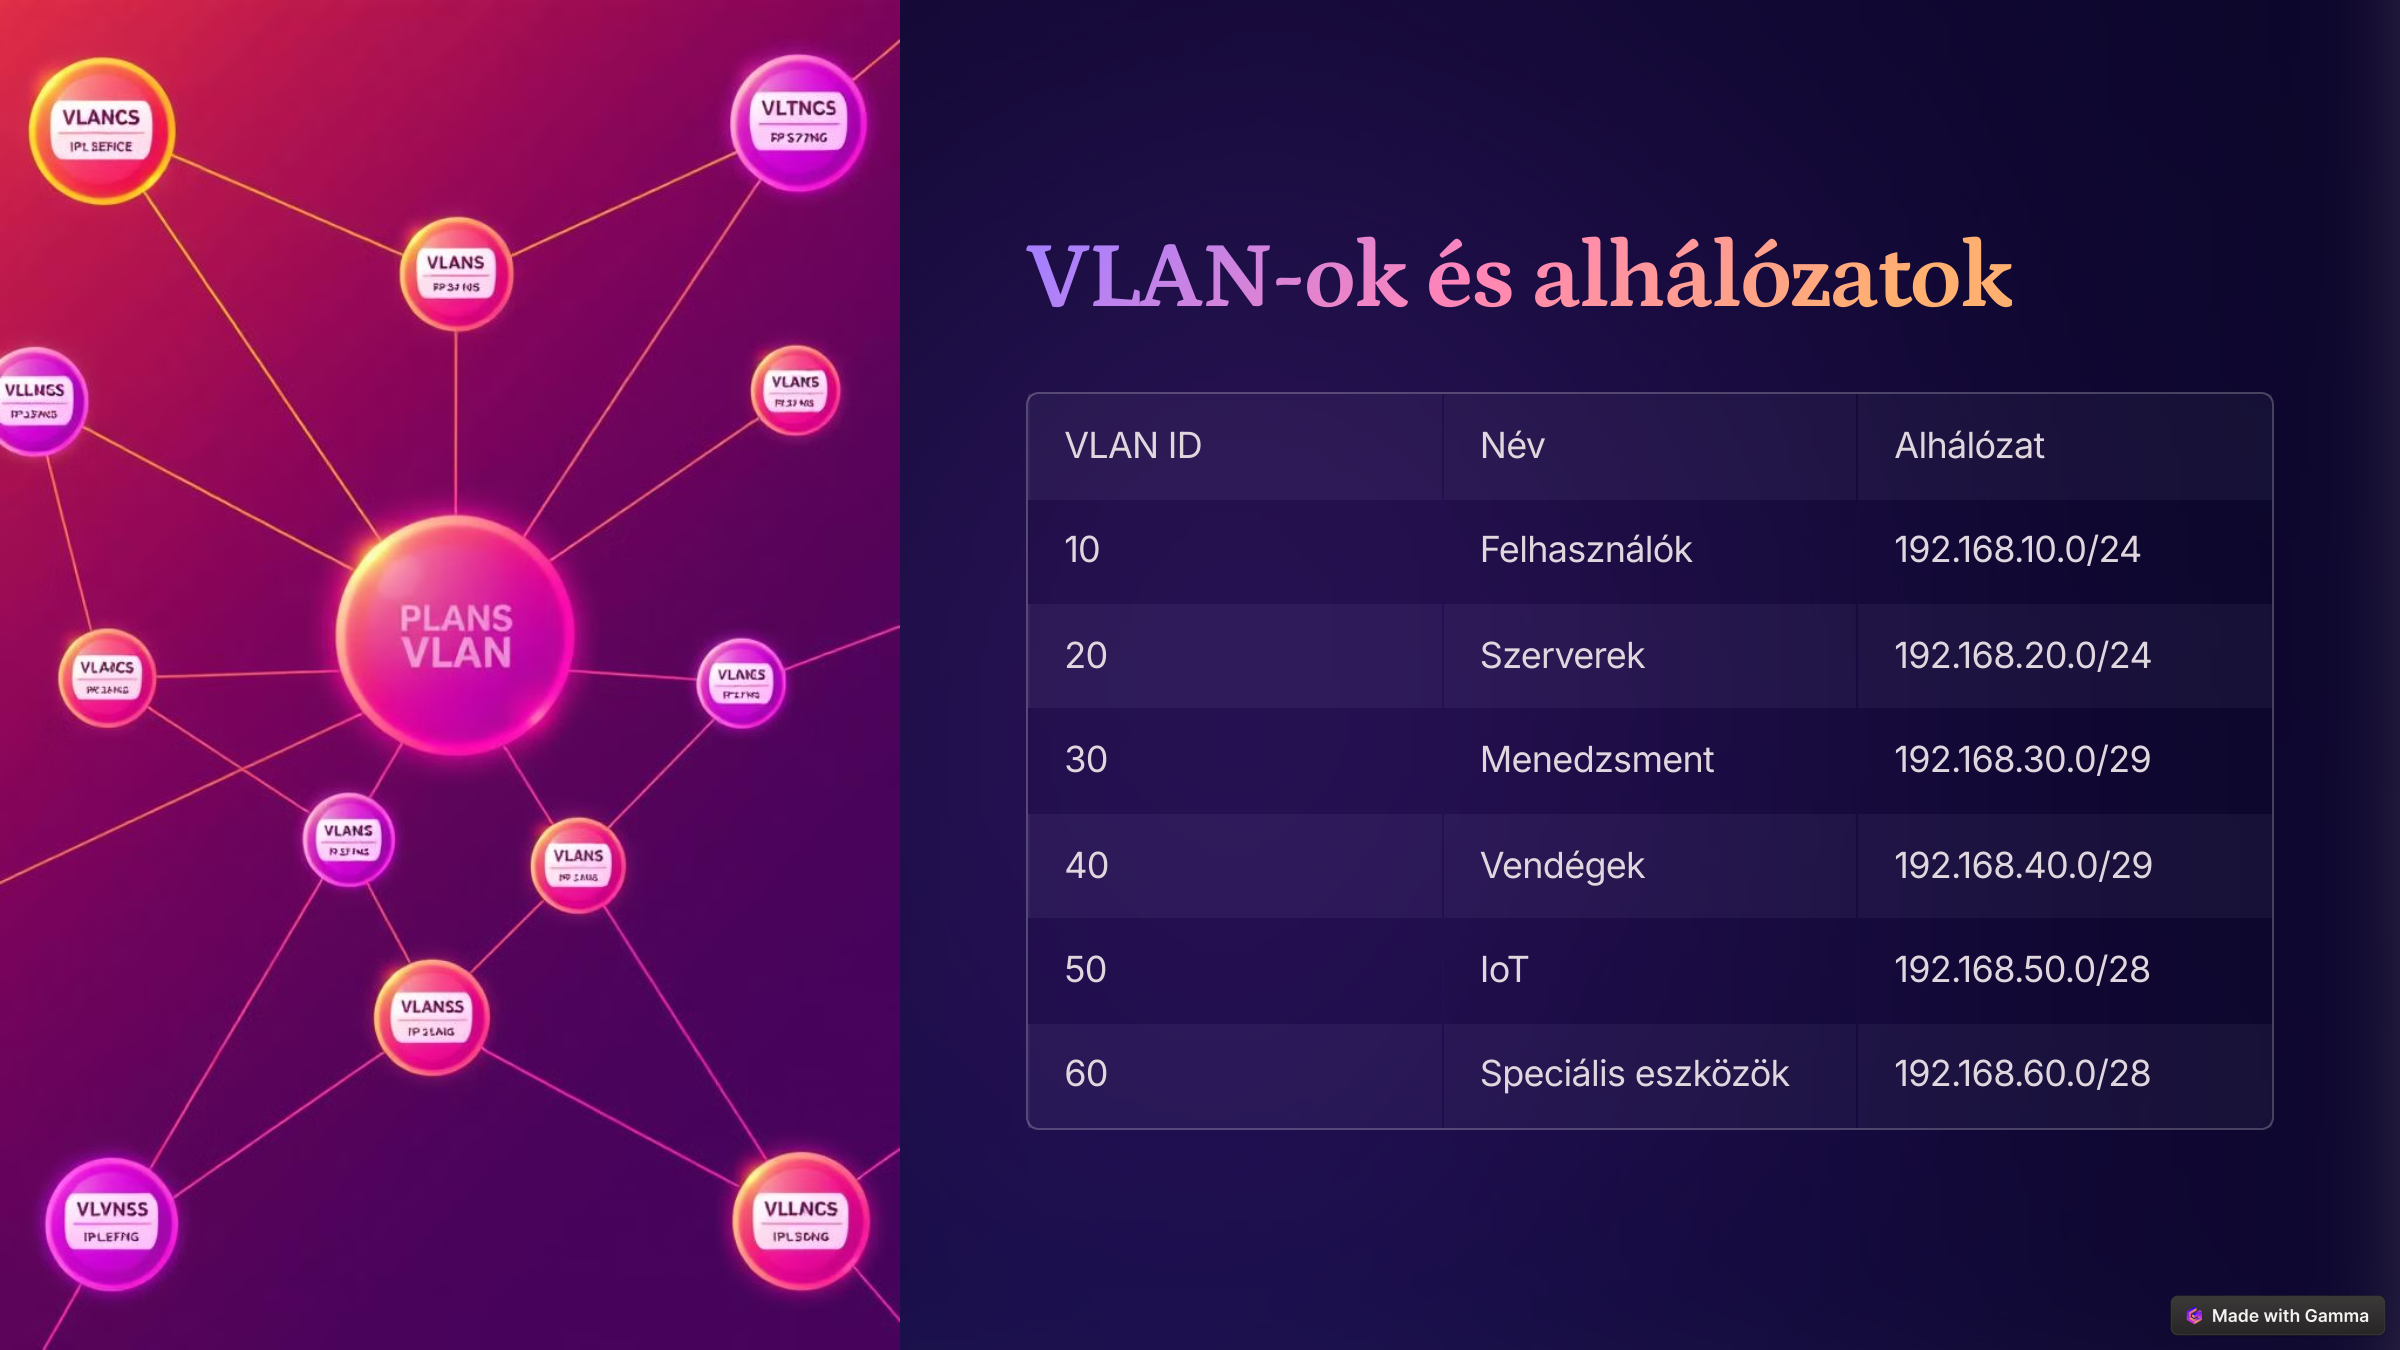 VLANCS
VLTNCS
VLANS
VLANS
PLANS
VLAN
VLANS
VLANS
VLANSS
IPLEFNG
VLVNSS
VLLNCS
VLAN-ok és alhálózatok
VLAN ID Név Alhálózat
10 Felhasználók 192.168.10.0/24
20 Szerverek 192.168.20.0/24
30 Menedzsment 192.168.30.0/29
40 Vendégek 192.168.40.0/29
50 IoT 192.168.50.0/28
60 Speciális eszközök 192.168.60.0/28
Made with Gamma